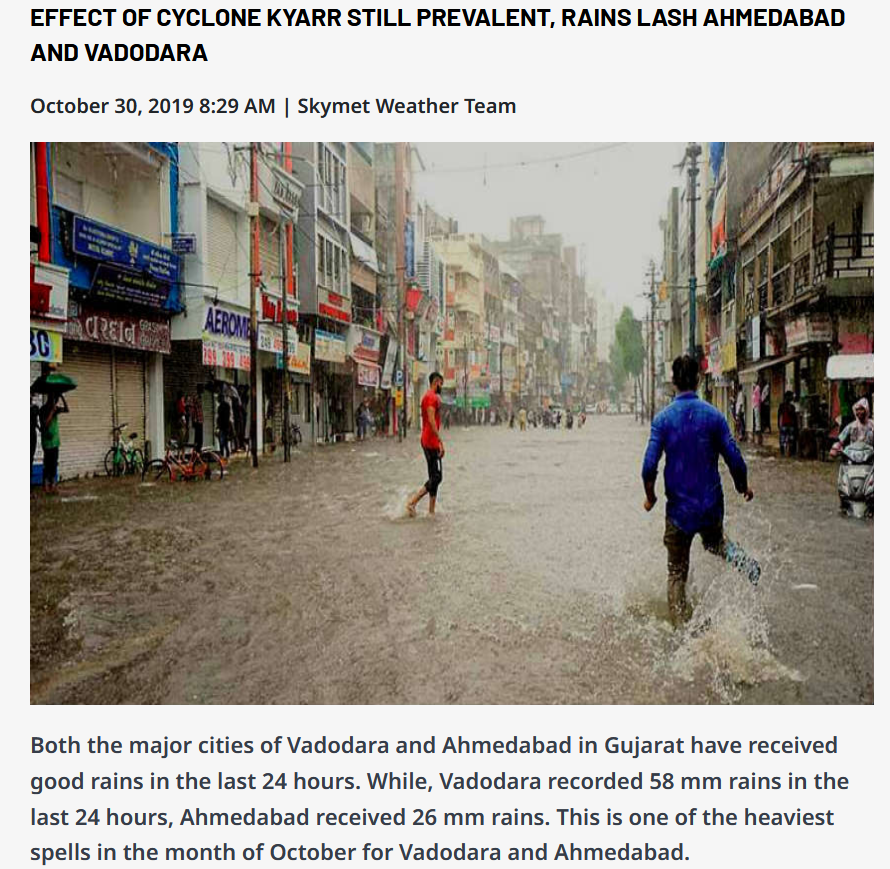 EFFECT OF CYCLONE KYARR STILL PREVALENT, RAINS LASH AHMEDABAD
AND VADODARA
October 30, 2019 8:29 AM | Skymet Weather Team
વરદાન
AEROME
Both the major cities of Vadodara and Ahmedabad in Gujarat have received
good rains in the last 24 hours. While, Vadodara recorded 58 mm rains in the
last 24 hours, Ahmedabad received 26 mm rains. This is one of the heaviest
spells in the month of October for Vadodara and Ahmedabad.